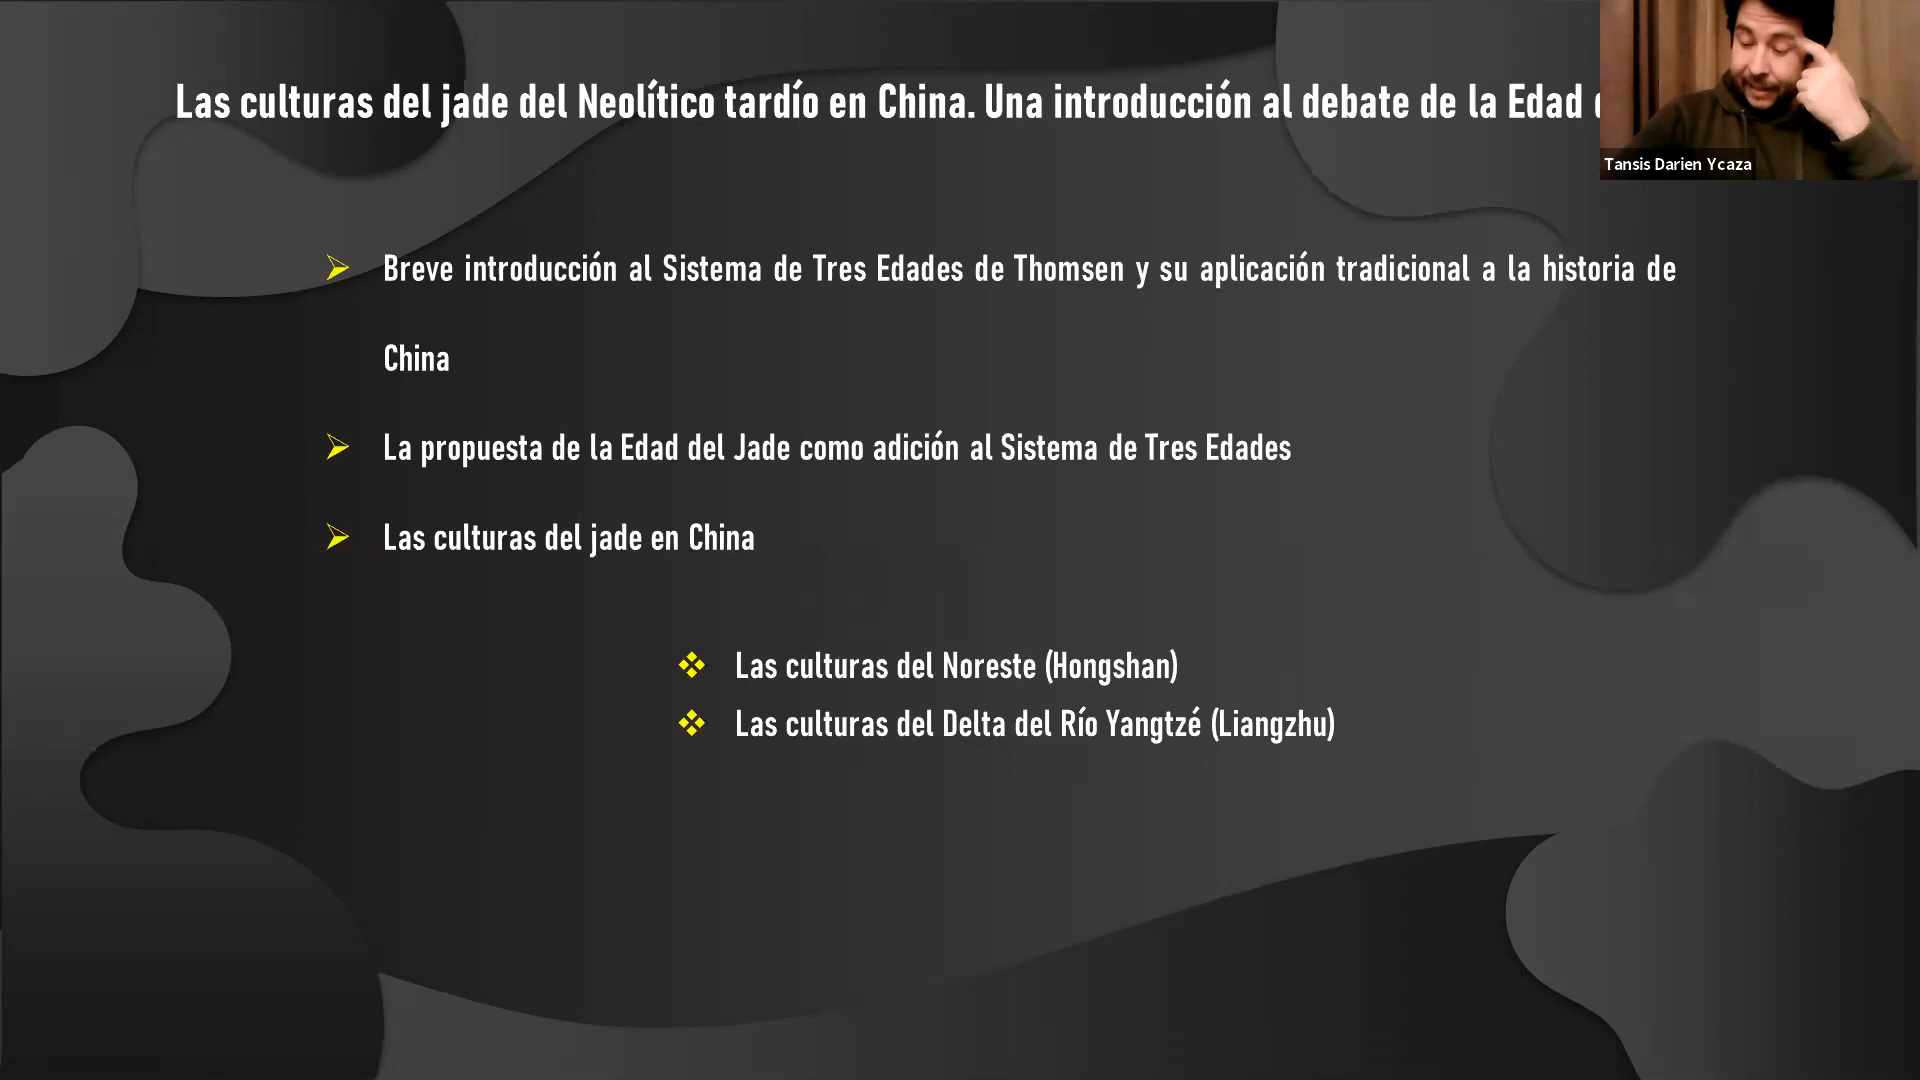 Las culturas del jade del Neolítico tardío en China. Una introducción al debate de la Edad
Tansis Darien Ycaza
Breve introducción al Sistema de Tres Edades de Thomsen y su aplicación tradicional a la historia de
China
La propuesta de la Edad del Jade como adición al Sistema de Tres Edades
Las culturas del jade en China
Las culturas del Noreste (Hongshan)
Las culturas del Delta del Río Yangtzé (Liangzhu)